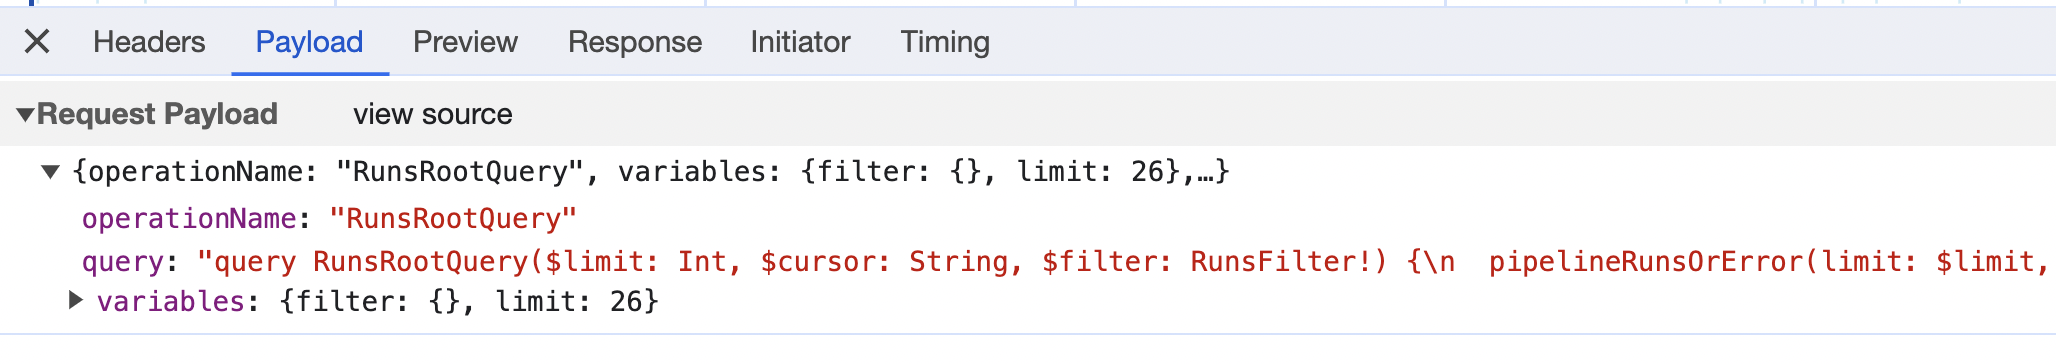 Headers Payload Preview Response Initiator Timing
Request Payload view source
{operationName: "RunsRootQuery", variables: {filter: {}, limit: 26},…}
operationName: "RunsRootQuery"
query: "query RunsRootQuery($limit: Int, $cursor: String, $filter: RunsFilter!) {\n  pipelineRunsOrError(limit: $limit,
variables: {filter: {}, limit: 26}